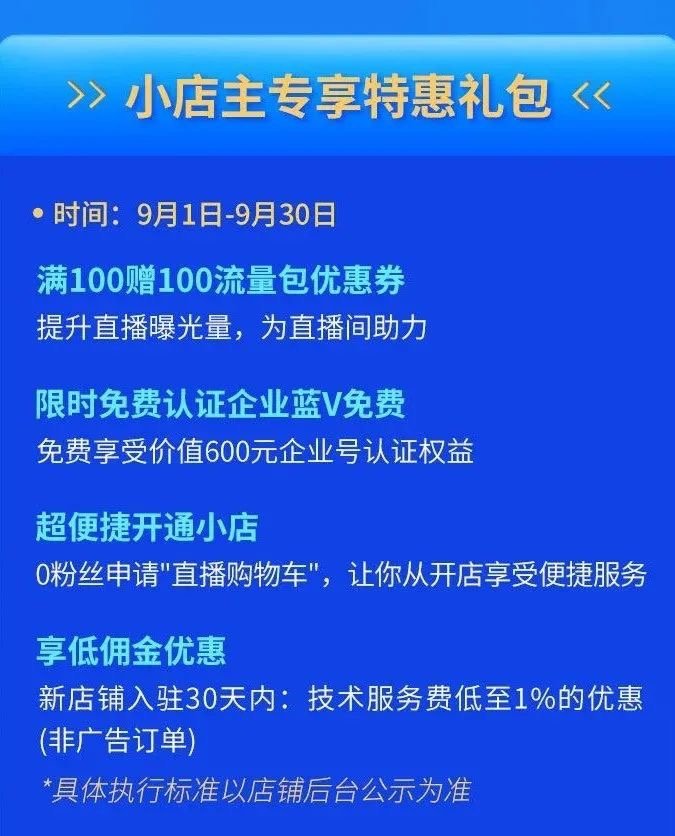 >> 小店主专享特惠礼包 <<
• 时间：9月1日-9月30日
满100赠100流量包优惠券
提升直播曝光量，为直播间助力
限时免费认证企业蓝V免费
免费享受价值600元企业号认证权益
超便捷开通小店
0粉丝申请"直播购物车"，让你从开店享受便捷服务
享低佣金优惠
新店铺入驻30天内：技术服务费低至1%的优惠
(非广告订单)
*具体执行标准以店铺后台公示为准